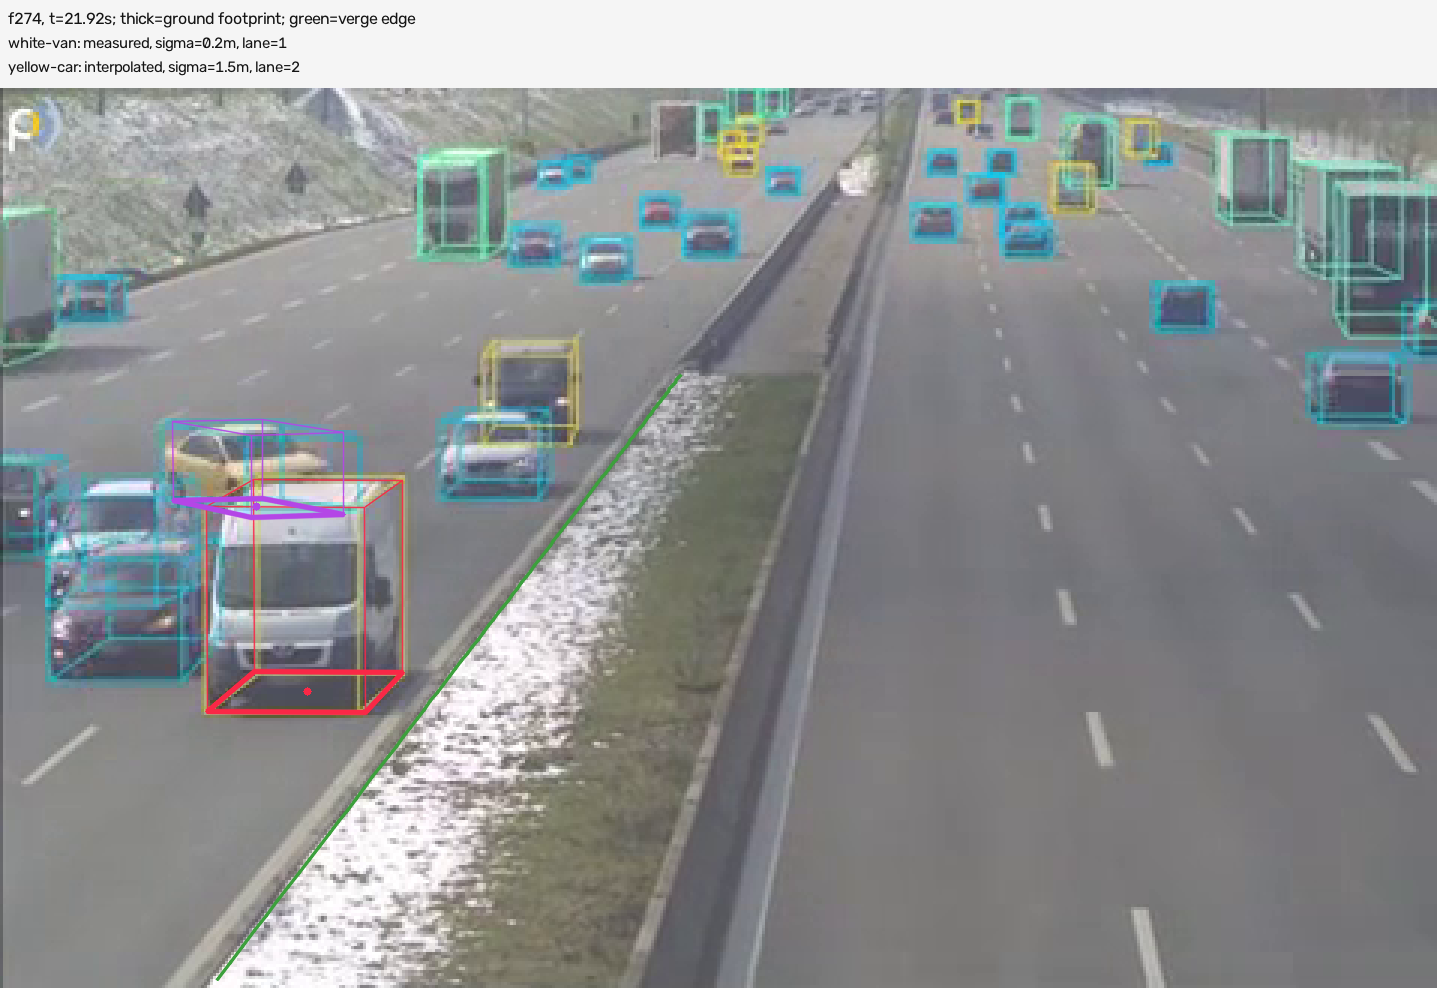 f274, t=21.92s; thick=ground footprint; green=verge edge
white-van: measured, sigma=0.2m, lane=1
yellow-car: interpolated, sigma=1.5m, lane=2